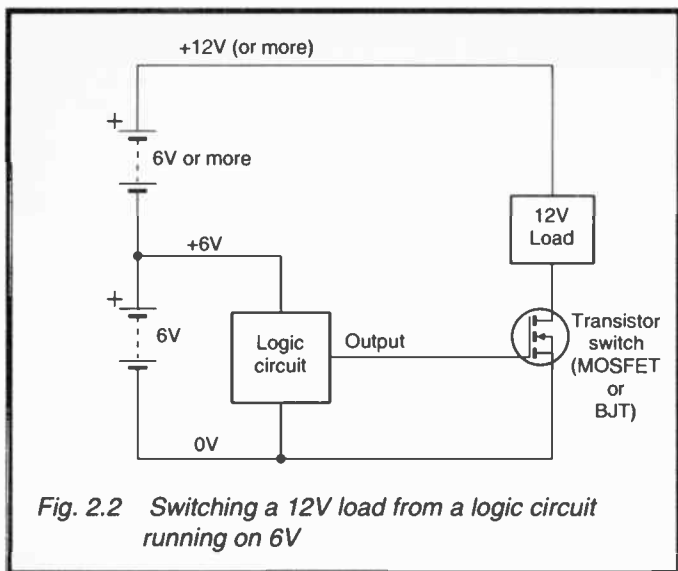 +12V (or more)
+
6V or more
12V
Load
+6V
+
6V
Logic
circuit
Output
Transistor
switch
(MOSFET
or
BJT)
0V
Fig. 2.2 Switching a 12V load from a logic circuit
running on 6V